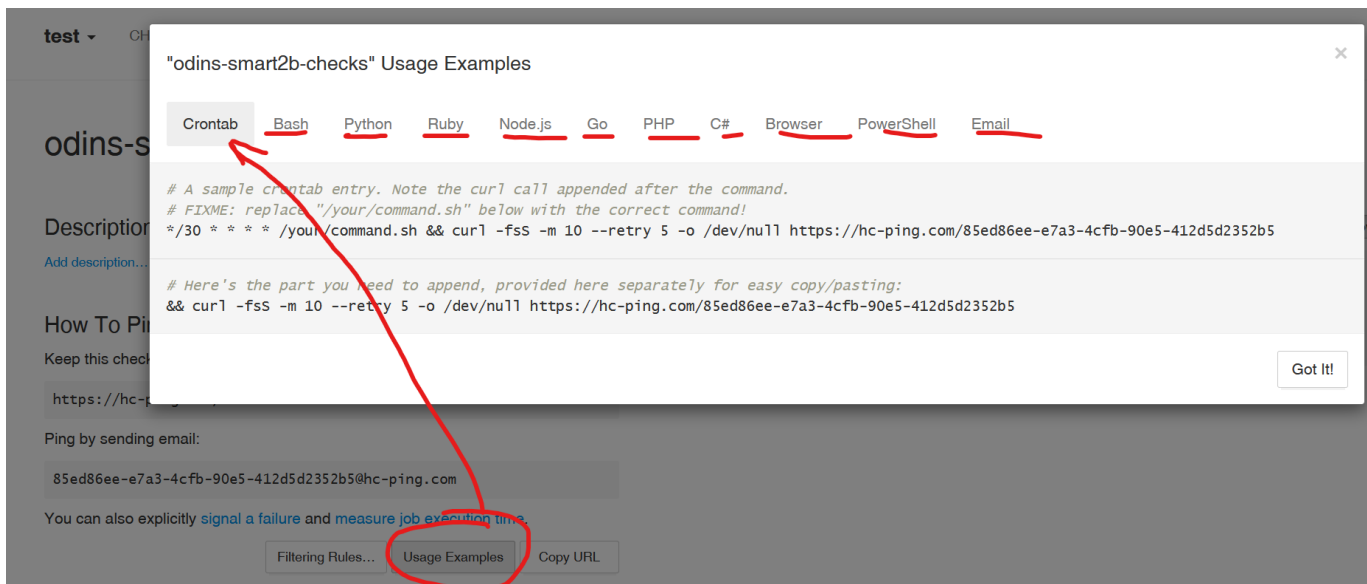 test
CH
"odins-smart2b-checks" Usage Examples
×
Crontab Bash Python Ruby Node.js Go PHP C# Browser PowerShell Email
# A sample crontab entry. Note the curl call appended after the command.
# FIXME: replace "/your/command.sh" below with the correct command!
*/30 * * * * /your/command.sh && curl -fsS -m 10 --retry 5 -o /dev/null https://hc-ping.com/85ed86ee-e7a3-4cfb-90e5-412d5d2352b5
# Here's the part you need to append, provided here separately for easy copy/pasting:
&& curl -fsS -m 10 --retry 5 -o /dev/null https://hc-ping.com/85ed86ee-e7a3-4cfb-90e5-412d5d2352b5
Got It!
odins-s
Description
Add description...
How To Pi
Keep this check
https://hc-p
Ping by sending email:
85ed86ee-e7a3-4cfb-90e5-412d5d2352b5@hc-ping.com
You can also explicitly signal a failure and measure job execution time.
Filtering Rules... Usage Examples Copy URL